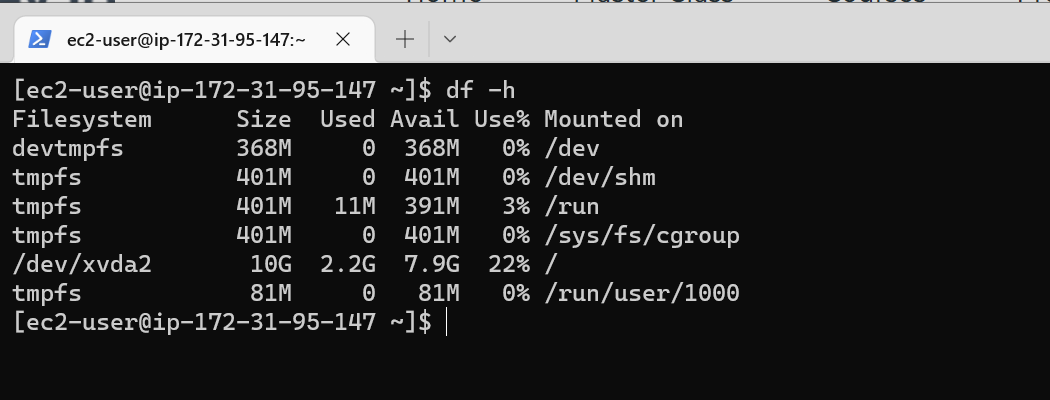 ec2-user@ip-172-31-95-147:~
[ec2-user@ip-172-31-95-147 ~]$ df -h
Filesystem      Size  Used Avail Use% Mounted on
devtmpfs        368M     0  368M   0% /dev
tmpfs           401M     0  401M   0% /dev/shm
tmpfs           401M   11M  391M   3% /run
tmpfs           401M     0  401M   0% /sys/fs/cgroup
/dev/xvda2       10G  2.2G  7.9G  22% /
tmpfs            81M     0   81M   0% /run/user/1000
[ec2-user@ip-172-31-95-147 ~]$